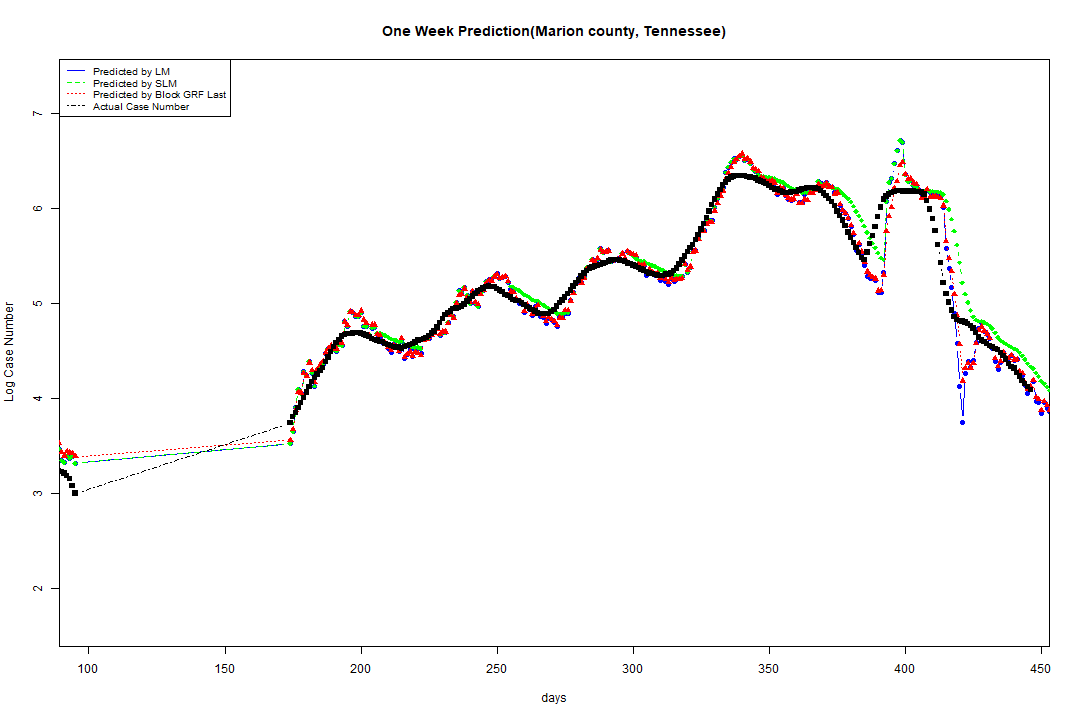 One Week Prediction(Marion county, Tennessee)
Predicted by LM
Predicted by SLM
Predicted by Block GRF Last
Actual Case Number
7
6
5
4
3
2
Log Case Number
100 150 200 250 300 350 400 450
days